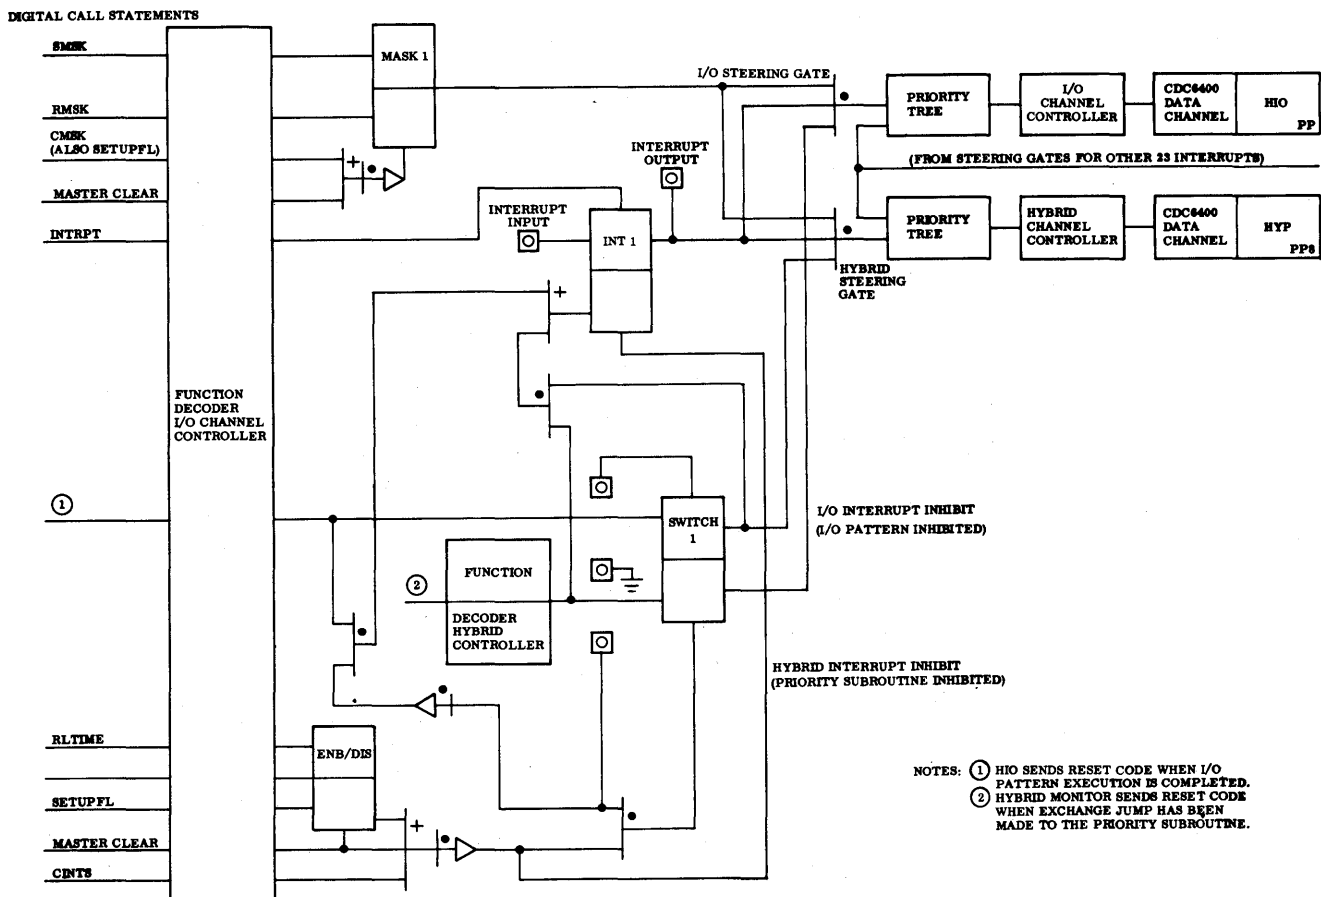 DIGITAL CALL STATEMENTS
SMSK
RMSK
CMSK
(ALSO SETUPFL)
MASTER CLEAR
INTRPT
1
RLTIME
SETUPFL
MASTER CLEAR
CINTS
FUNCTION
DECODER
I/O CHANNEL
CONTROLLER
MASK 1
+
I/O STEERING GATE
INTERRUPT
OUTPUT
INTERRUPT
INPUT
INT 1
+
PRIORITY
TREE
I/O
CHANNEL
CONTROLLER
CDC6400
DATA
CHANNEL
HIO
PP
(FROM STEERING GATES FOR OTHER 23 INTERRUPTS)
PRIORITY
TREE
HYBRID
CHANNEL
CONTROLLER
CDC6400
DATA
CHANNEL
HYP
PPS
HYBRID
STEERING
GATE
SWITCH
1
I/O INTERRUPT INHIBIT
(I/O PATTERN INHIBITED)
2
FUNCTION
DECODER
HYBRID
CONTROLLER
HYBRID INTERRUPT INHIBIT
(PRIORITY SUBROUTINE INHIBITED)
ENB/DIS
+
NOTES: 1 HIO SENDS RESET CODE WHEN I/O
PATTERN EXECUTION IS COMPLETED.
2 HYBRID MONITOR SENDS RESET CODE
WHEN EXCHANGE JUMP HAS BEEN
MADE TO THE PRIORITY SUBROUTINE.